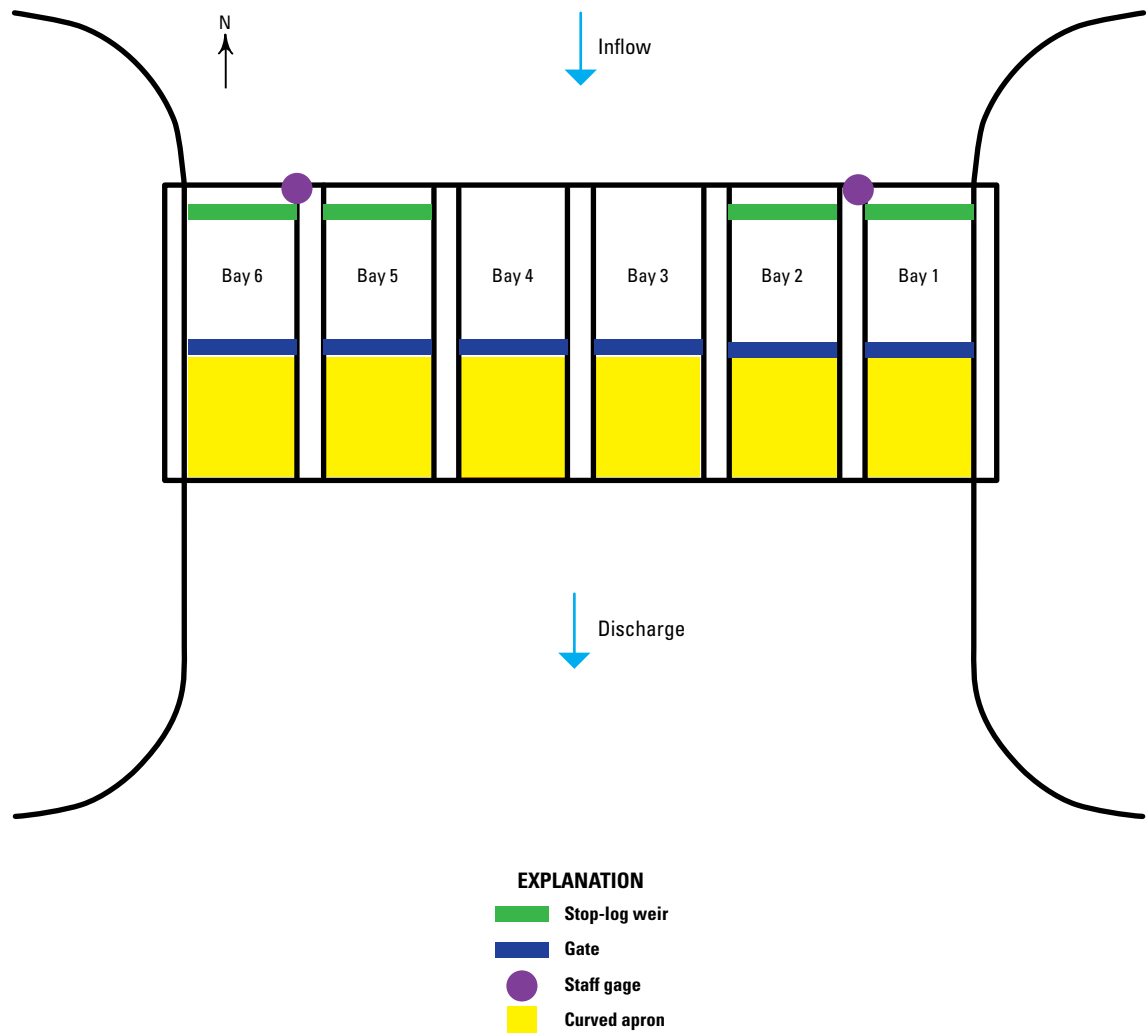 N
Inflow
Bay 6
Bay 5
Bay 4
Bay 3
Bay 2
Bay 1
Discharge
EXPLANATION
Stop-log weir
Gate
Staff gage
Curved apron